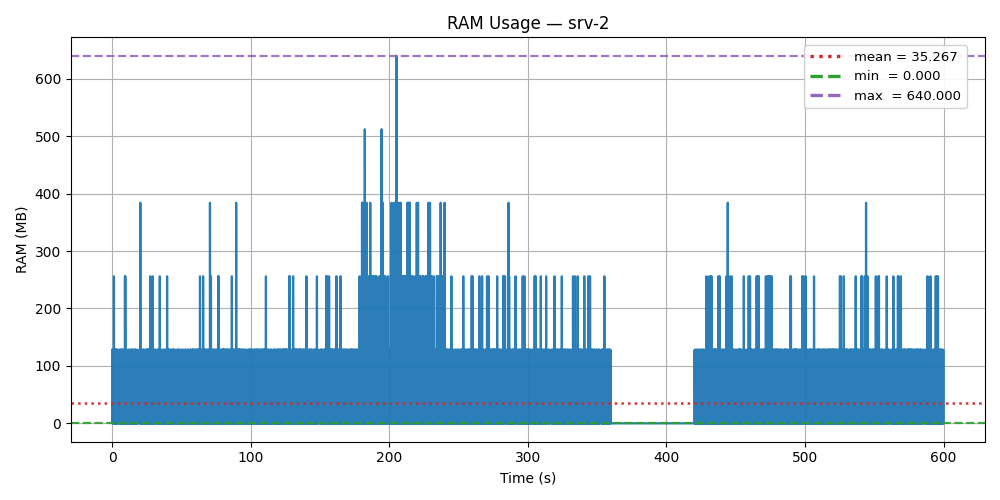 RAM Usage — srv-2
mean = 35.267
min  = 0.000
max  = 640.000
RAM (MB)
600
500
400
300
200
100
0
0 100 200 300 400 500 600
Time (s)